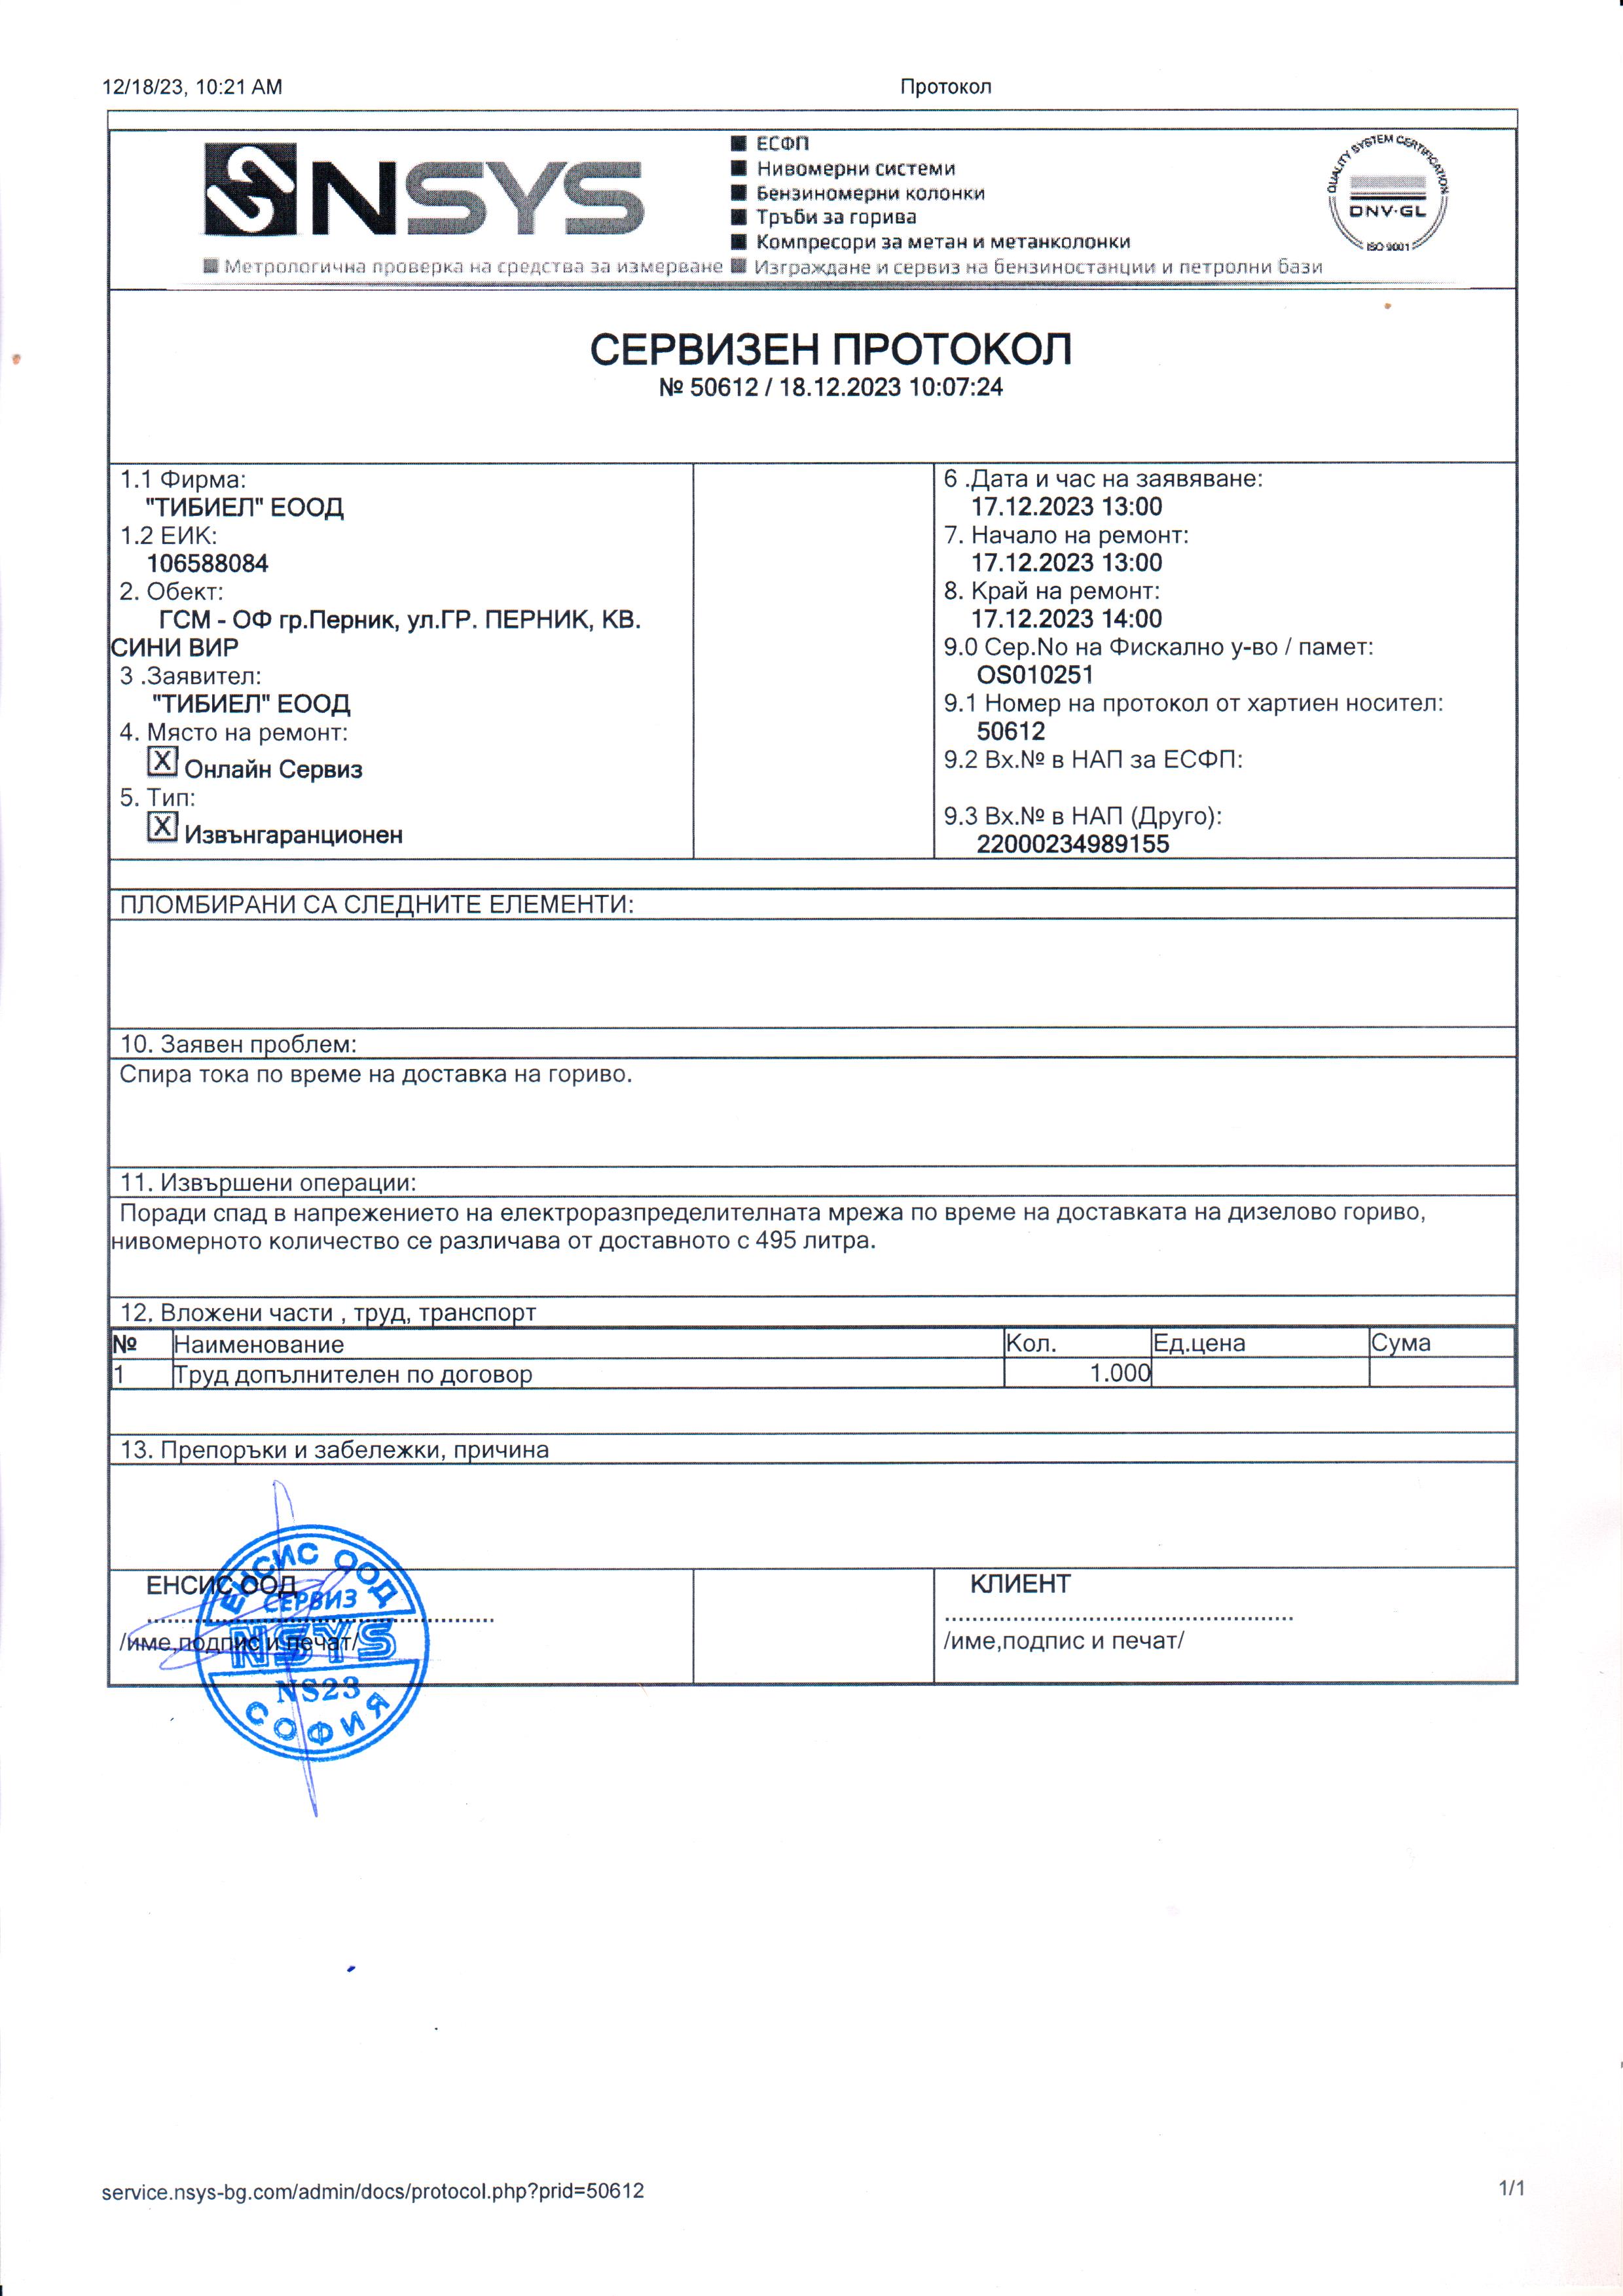 12/18/23, 10:21 AM
Протокол
NSYS
ЕСФП
Нивомерни системи
Бензиномерни колонки
Тръби за горива
Компресори за метан и метанколонки
Метрологична проверка на средства за измерване
Изграждане и сервиз на бензиностанции и петролни бази
QUALITY SYSTEM CERTIFICATION
DNV·GL
ISO 9001
СЕРВИЗЕН ПРОТОКОЛ
№ 50612 / 18.12.2023 10:07:24
1.1 Фирма:
"ТИБИЕЛ" ЕООД
1.2 ЕИК:
106588084
2. Обект:
ГСМ - ОФ гр.Перник, ул.ГР. ПЕРНИК, КВ.
СИНИ ВИР
3 .Заявител:
"ТИБИЕЛ" ЕООД
4. Място на ремонт:
X Онлайн Сервиз
5. Тип:
X Извънгаранционен
6 .Дата и час на заявяване:
17.12.2023 13:00
7. Начало на ремонт:
17.12.2023 13:00
8. Край на ремонт:
17.12.2023 14:00
9.0 Сер.No на Фискално у-во / памет:
OS010251
9.1 Номер на протокол от хартиен носител:
50612
9.2 Вх.№ в НАП за ЕСФП:
9.3 Вх.№ в НАП (Друго):
22000234989155
ПЛОМБИРАНИ СА СЛЕДНИТЕ ЕЛЕМЕНТИ:
10. Заявен проблем:
Спира тока по време на доставка на гориво.
11. Извършени операции:
Поради спад в напрежението на електроразпределителната мрежа по време на доставката на дизелово гориво,
нивомерното количество се различава от доставното с 495 литра.
12. Вложени части , труд, транспорт
№ Наименование Кол. Ед.цена Сума
1 Труд допълнителен по договор 1.000
13. Препоръки и забележки, причина
ЕНСИС ООД
/име,подпис и печат/
ЕНСИС ООД
СЕРВИЗ
NSYS
NS23
СОФИЯ
КЛИЕНТ
/име,подпис и печат/
service.nsys-bg.com/admin/docs/protocol.php?prid=50612
1/1